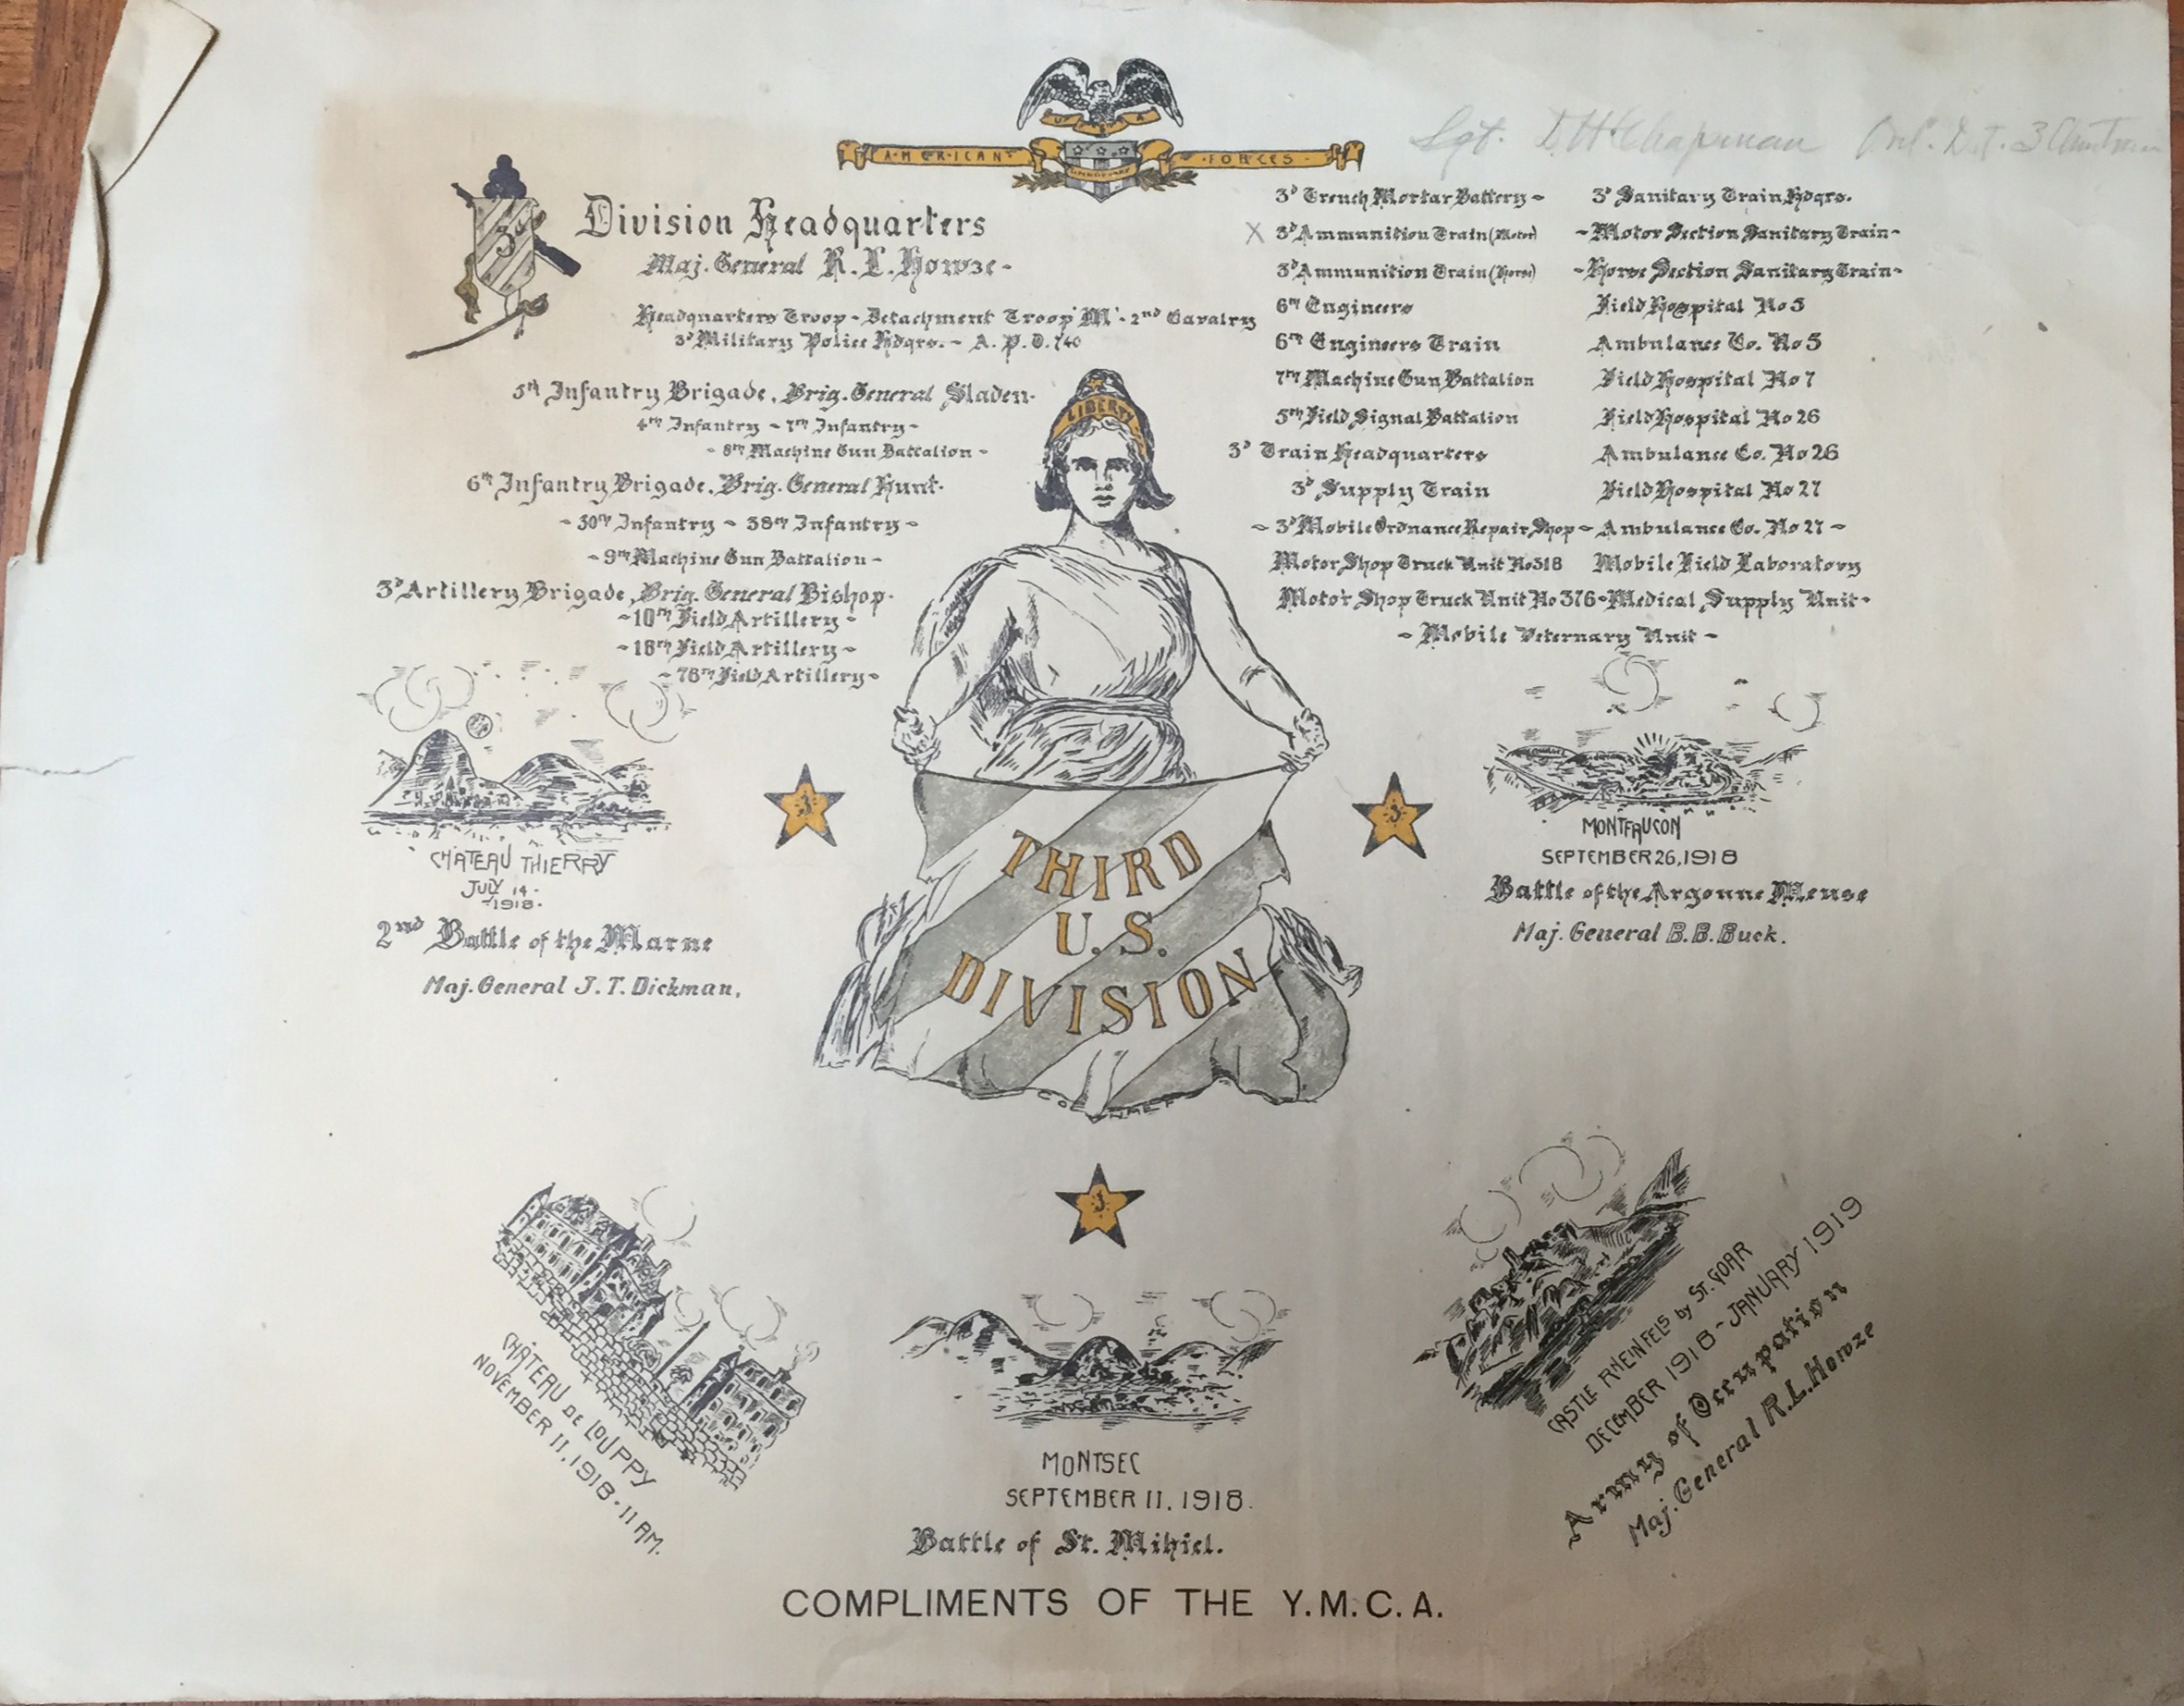 U S A
AMERICAN FORCES
Sgt. D H Chapman Ord. Det. 3
3ᴰ
Division Headquarters
Maj. General R.L. Howze-
Headquarters Troop - Detachment Troop 'M' - 2nd Cavalry
3ᴰ Military Police Hdqrs. - A. P. O. 740
5TH Infantry Brigade, Brig. General Sladen-
4TH Infantry - 7TH Infantry-
- 8TH Machine Gun Battalion -
6TH Infantry Brigade, Brig. General Hunt-
- 30TH Infantry - 38TH Infantry -
- 9TH Machine Gun Battalion -
3ᴰ Artillery Brigade, Brig. General Bishop-
-10TH Field Artillery -
-18TH Field Artillery -
-76TH Field Artillery-
3ᴰ Trench Mortar Battery -
X 3ᴰ Ammunition Train (Motor)
3ᴰ Ammunition Train (Horse)
6TH Engineers
6TH Engineers Train
7TH Machine Gun Battalion
5TH Field Signal Battalion
3ᴰ Train Headquarters
3ᴰ Supply Train
- 3ᴰ Mobile Ordnance Repair Shop -
Motor Shop Truck Unit No 318
Motor Shop Truck Unit No 376-
3ᴰ Sanitary Train Hdqrs.
-Motor Section Sanitary Train-
-Horse Section Sanitary Train-
Field Hospital No 5
Ambulance Co. No 5
Field Hospital No 7
Field Hospital No 26
Ambulance Co. No 26
Field Hospital No 27
Ambulance Co. No 27 -
Mobile Field Laboratory
Medical Supply Unit-
- Mobile Veternary Unit -
LIBERTY
THIRD
U.S.
DIVISION
3
3
CHATEAU THIERRY
JULY 14-
-1918-
2nd Battle of the Marne
Maj. General J.T. Dickman.
MONTFAUCON
SEPTEMBER 26, 1918
Battle of the Argonne Meuse
Maj. General B.B. Buck.
3
CHATEAU DE LOUPPY
NOVEMBER 11, 1918 - 11 AM.
MONTSEC
SEPTEMBER 11, 1918.
Battle of St. Mihiel.
CASTLE RHEINFELS by ST. GOAR
DECEMBER 1918 - JANUARY 1919
Army of Occupation
Maj. General R.L. Howze
COMPLIMENTS OF THE Y.M.C.A.